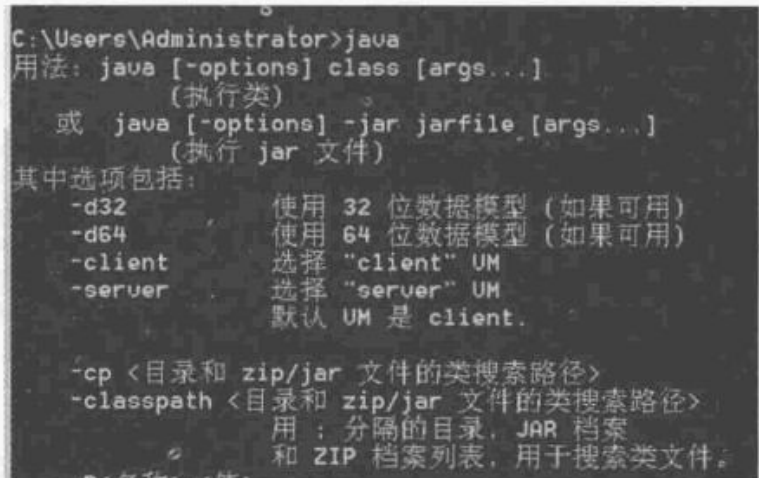 C:\Users\Administrator>java
用法: java [-options] class [args...]
(执行类)
或 java [-options] -jar jarfile [args...]
(执行 jar 文件)
其中选项包括:
-d32 使用 32 位数据模型 (如果可用)
-d64 使用 64 位数据模型 (如果可用)
-client 选择 "client" VM
-server 选择 "server" VM
默认 VM 是 client.
-cp <目录和 zip/jar 文件的类搜索路径>
-classpath <目录和 zip/jar 文件的类搜索路径>
用 ; 分隔的目录, JAR 档案
和 ZIP 档案列表, 用于搜索类文件。